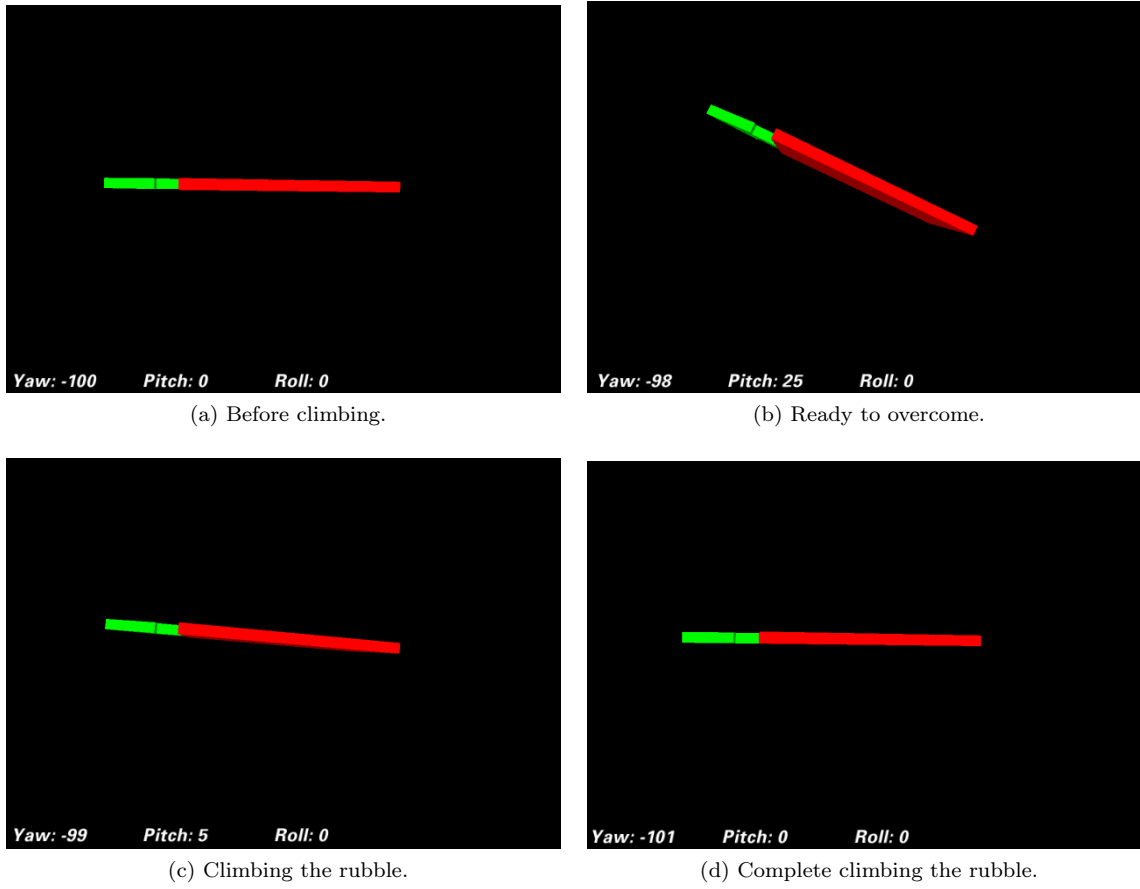 Yaw: -100 Pitch: 0 Roll: 0
(a) Before climbing.
Yaw: -98 Pitch: 25 Roll: 0
(b) Ready to overcome.
Yaw: -99 Pitch: 5 Roll: 0
(c) Climbing the rubble.
Yaw: -101 Pitch: 0 Roll: 0
(d) Complete climbing the rubble.